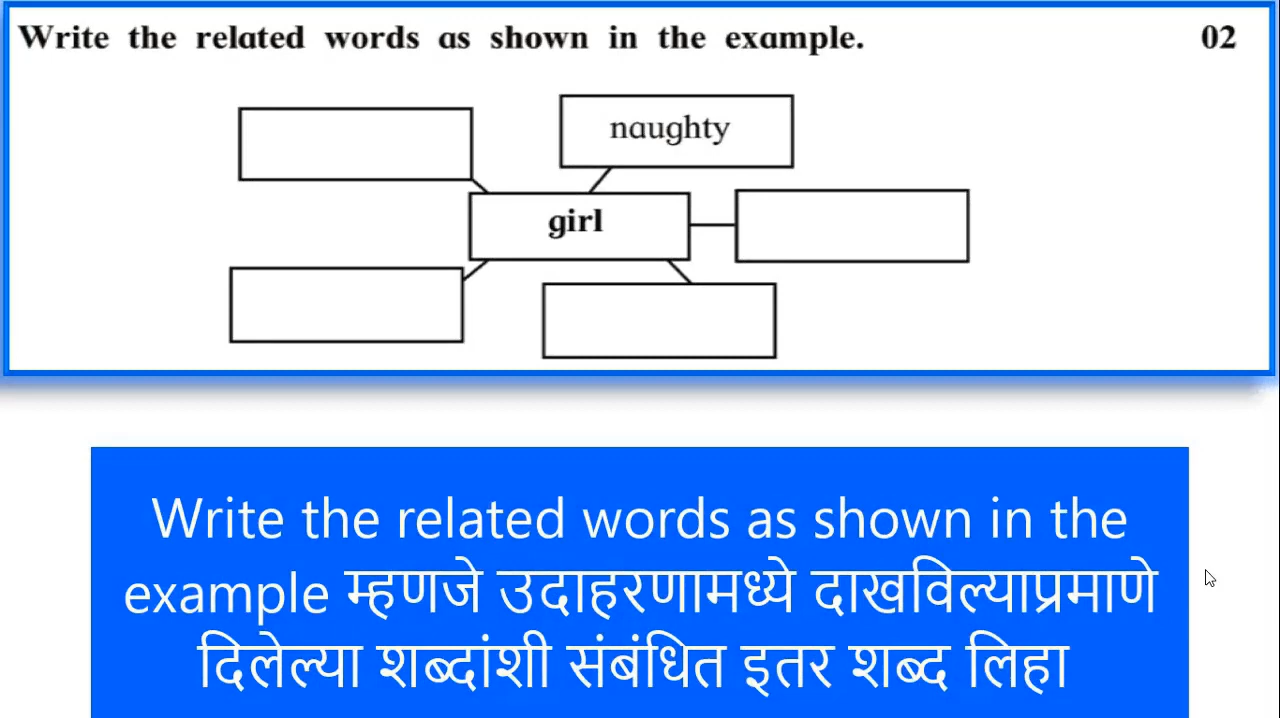 Write the related words as shown in the example. 02
naughty
girl
Write the related words as shown in the
example म्हणजे उदाहरणामध्ये दाखविल्याप्रमाणे
दिलेल्या शब्दांशी संबंधित इतर शब्द लिहा